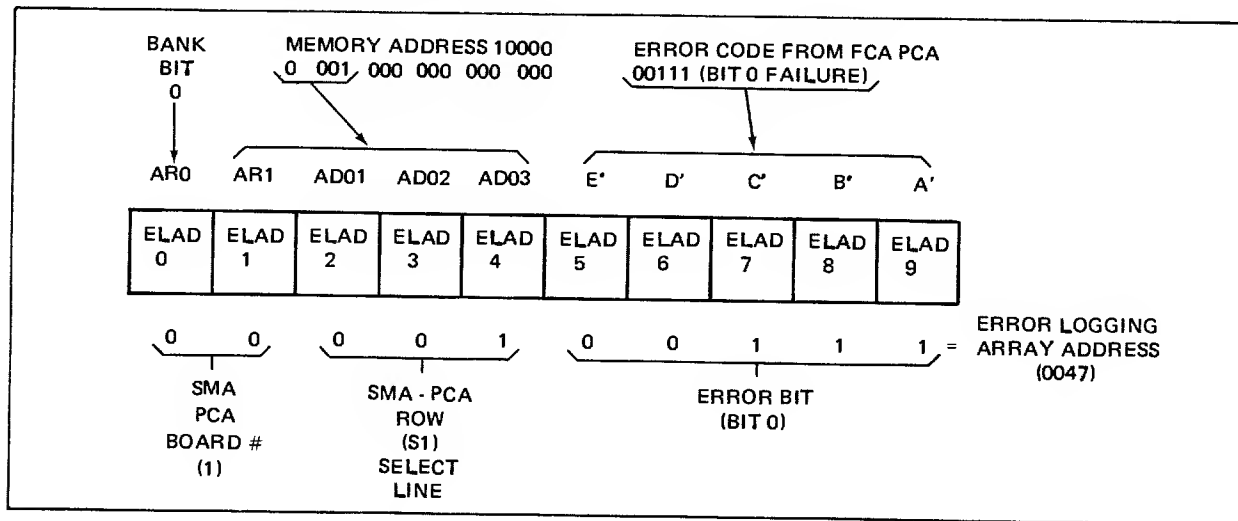 BANK BIT 0
MEMORY ADDRESS 10000
0 001 000 000 000 000
ERROR CODE FROM FCA PCA
00111 (BIT 0 FAILURE)
AR0 AR1 AD01 AD02 AD03 E' D' C' B' A'
ELAD 0 ELAD 1 ELAD 2 ELAD 3 ELAD 4 ELAD 5 ELAD 6 ELAD 7 ELAD 8 ELAD 9
0 0 0 0 1 0 0 1 1 1 =
ERROR LOGGING
ARRAY ADDRESS
(0047)
SMA
PCA
BOARD #
(1)
SMA - PCA
ROW
(S1)
SELECT
LINE
ERROR BIT
(BIT 0)